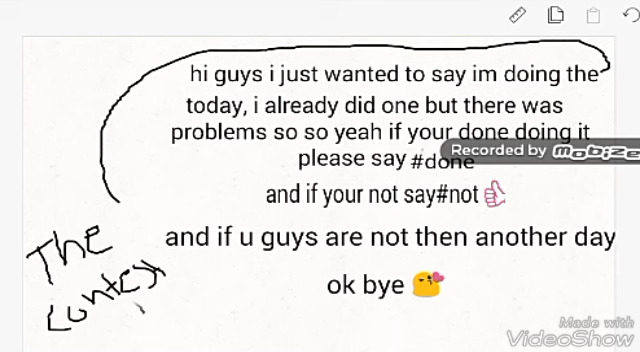 hi guys i just wanted to say im doing the
today, i already did one but there was
problems so so yeah if your done doing it
please say #done
Recorded by mobize
and if your not say#not
and if u guys are not then another day
ok bye
The
contest
Made with
VideoShow